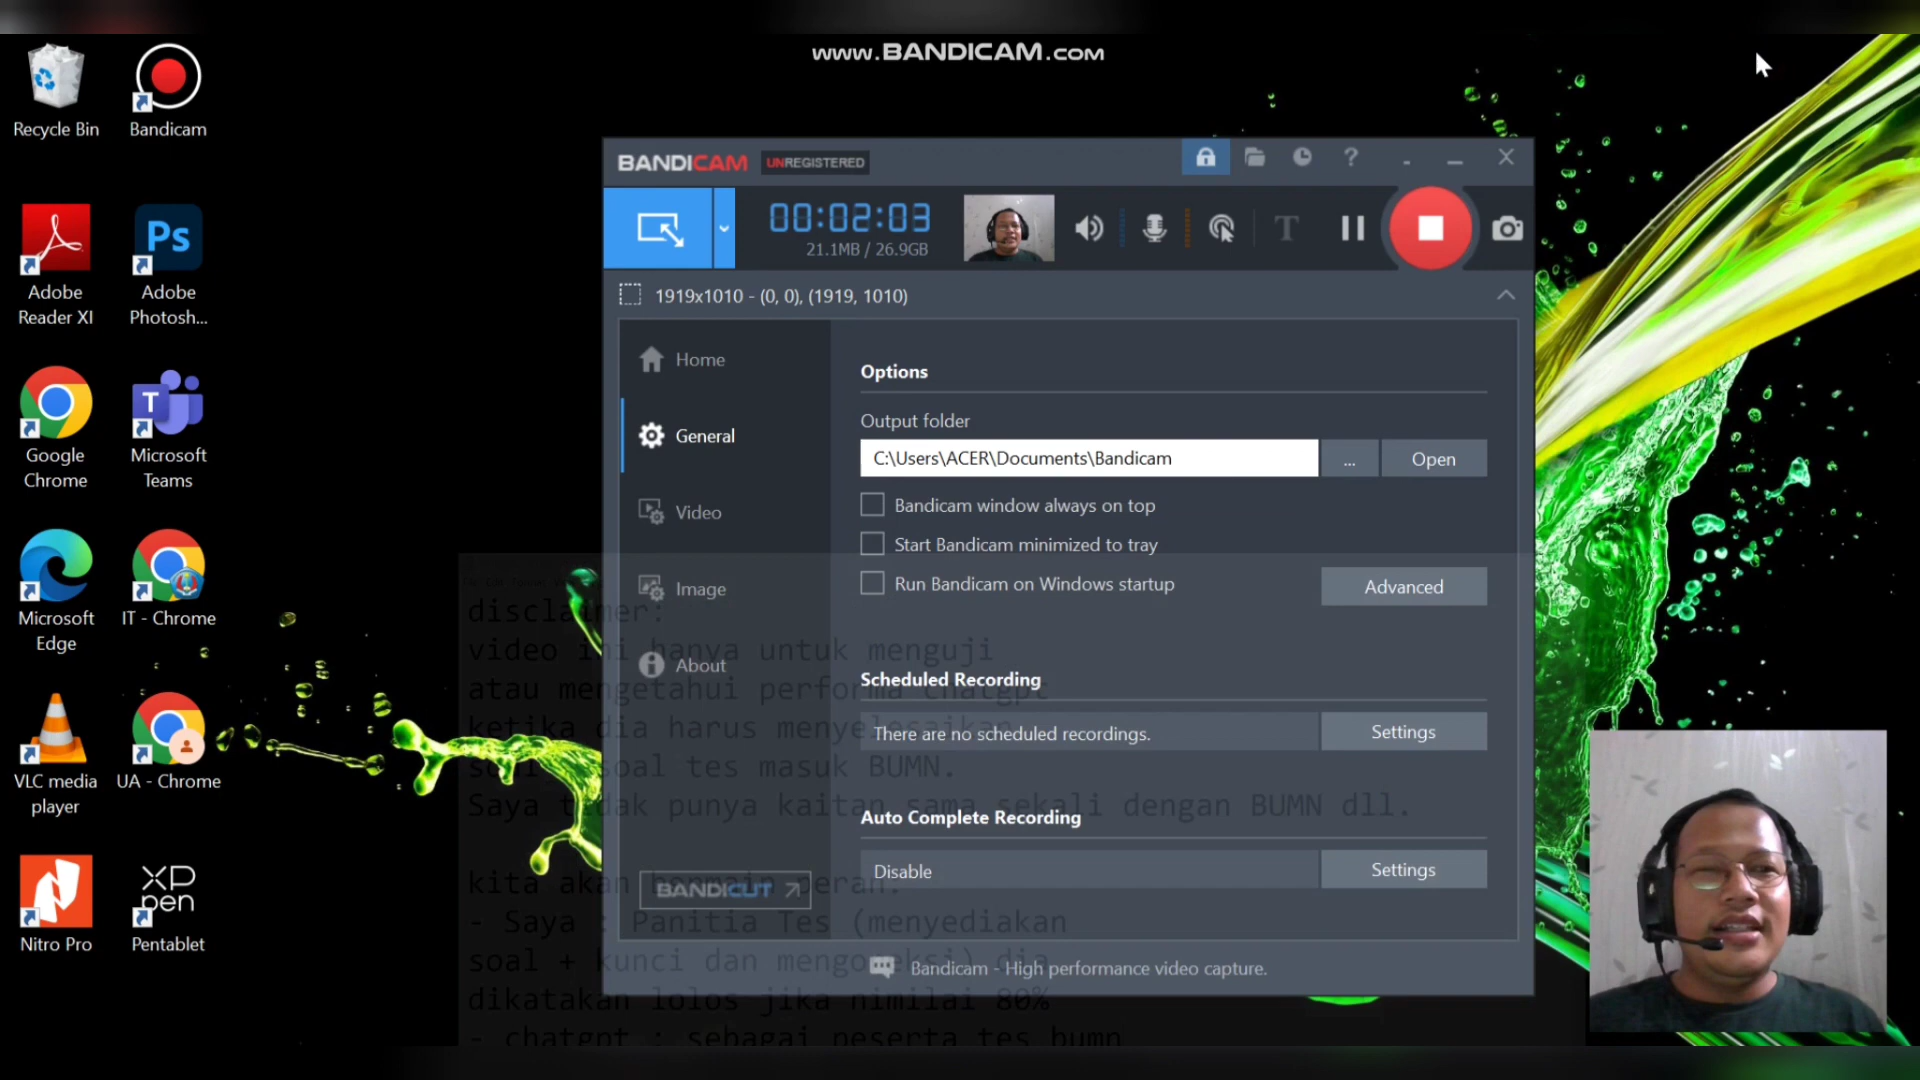 www.BANDICAM.com
Recycle Bin
Bandicam
Adobe
Reader XI
Adobe
Photosh...
Google
Chrome
Microsoft
Teams
Microsoft
Edge
IT - Chrome
VLC media
player
UA - Chrome
Nitro Pro
Pentablet
Ps
T
XP
pen
BANDICAM UNREGISTERED
?
00:02:03
21.1MB / 26.9GB
T
1919x1010 - (0, 0), (1919, 1010)
Home
General
Video
Image
About
BANDICUT
Options
Output folder
C:\Users\ACER\Documents\Bandicam
...
Open
Bandicam window always on top
Start Bandicam minimized to tray
Run Bandicam on Windows startup
Advanced
Scheduled Recording
There are no scheduled recordings.
Settings
Auto Complete Recording
Disable
Settings
Bandicam - High performance video capture.
disclaimer:
video ini hanya untuk menguji
atau mengetahui performa chatgpt
ketika dia harus menyelesaikan
soal tes masuk BUMN.
Saya tidak punya kaitan sama sekali dengan BUMN dll.
kita akan bermain peran:
- Saya : Panitia Tes (menyediakan
soal + kunci dan mengoreksi) dia
dikatakan lolos jika nimilai 80%
- chatgpt : sebagai peserta tes bumn